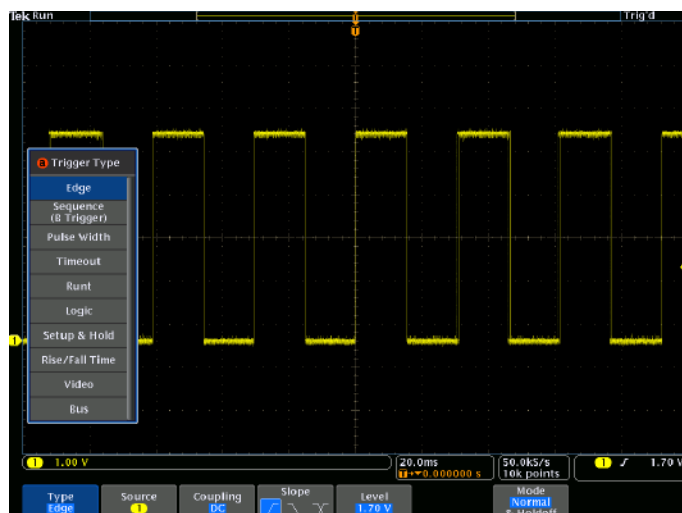 Tek Run
Trig'd
T
a Trigger Type
Edge
Sequence
(B Trigger)
Pulse Width
Timeout
Runt
Logic
Setup & Hold
Rise/Fall Time
Video
Bus
1
1 1.00 V
20.0ms
T→▼0.000000 s
50.0kS/s
10k points
1 1.70 V
Type
Edge
Source
1
Coupling
DC
Slope
Level
1.70 V
Mode
Normal
& Holdoff